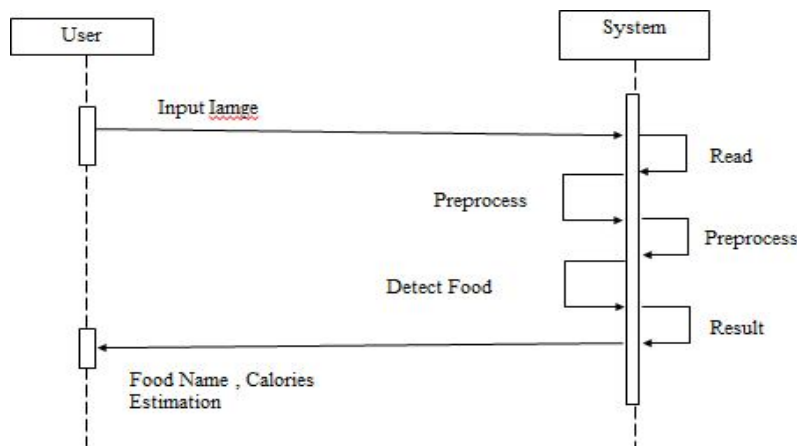 User
System
Input Iamge
Read
Preprocess
Preprocess
Detect Food
Result
Food Name , Calories
Estimation